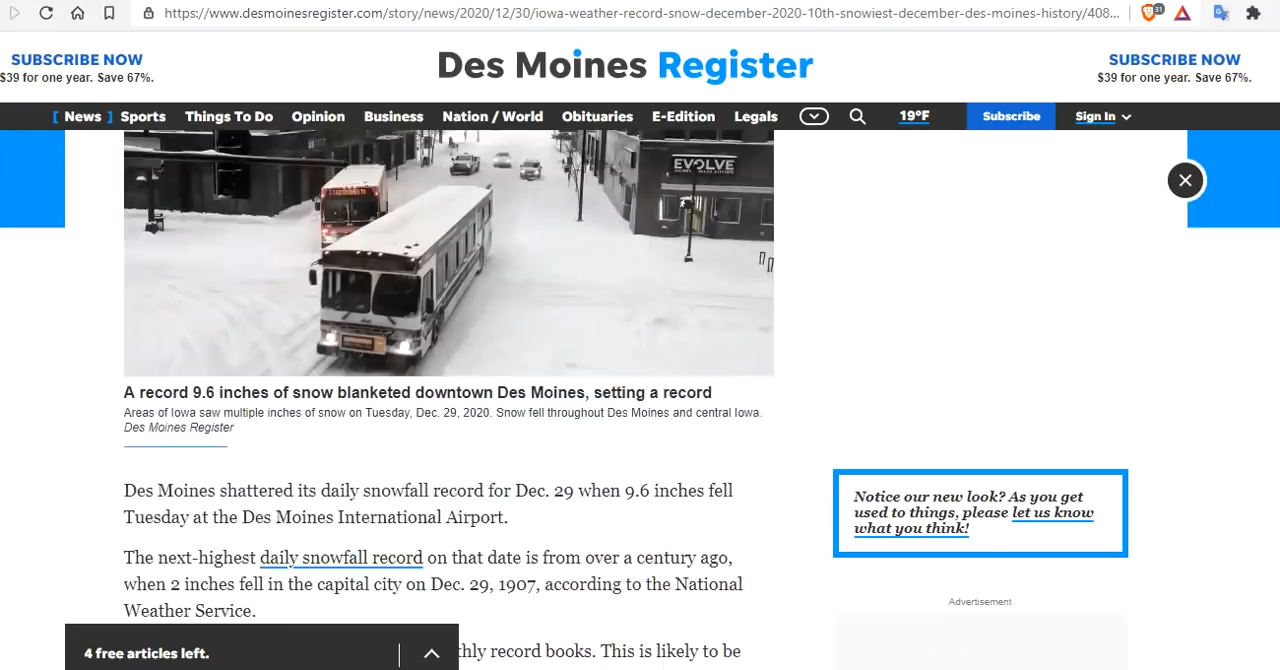 https://www.desmoinesregister.com/story/news/2020/12/30/iowa-weather-record-snow-december-2020-10th-snowiest-december-des-moines-history/408...
31
SUBSCRIBE NOW
$39 for one year. Save 67%.
Des Moines Register
SUBSCRIBE NOW
$39 for one year. Save 67%.
[ News ] Sports Things To Do Opinion Business Nation / World Obituaries E-Edition Legals 19°F Subscribe Sign In
EVOLVE
A record 9.6 inches of snow blanketed downtown Des Moines, setting a record
Areas of Iowa saw multiple inches of snow on Tuesday, Dec. 29, 2020. Snow fell throughout Des Moines and central Iowa.
Des Moines Register
Des Moines shattered its daily snowfall record for Dec. 29 when 9.6 inches fell
Tuesday at the Des Moines International Airport.
The next-highest daily snowfall record on that date is from over a century ago,
when 2 inches fell in the capital city on Dec. 29, 1907, according to the National
Weather Service.
thly record books. This is likely to be
4 free articles left.
Notice our new look? As you get
used to things, please let us know
what you think!
Advertisement